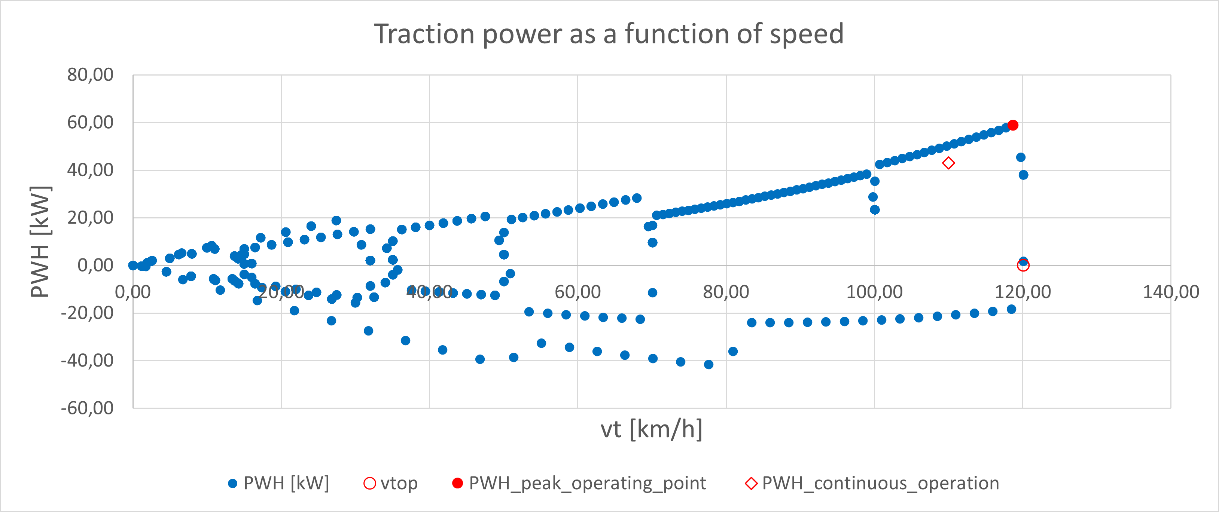 Traction power as a function of speed
80,00
60,00
40,00
20,00
0,00
-20,00
-40,00
-60,00
0,00 20,00 40,00 60,00 80,00 100,00 120,00 140,00
PWH [kW]
vt [km/h]
PWH [kW] vtop PWH_peak_operating_point PWH_continuous_operation